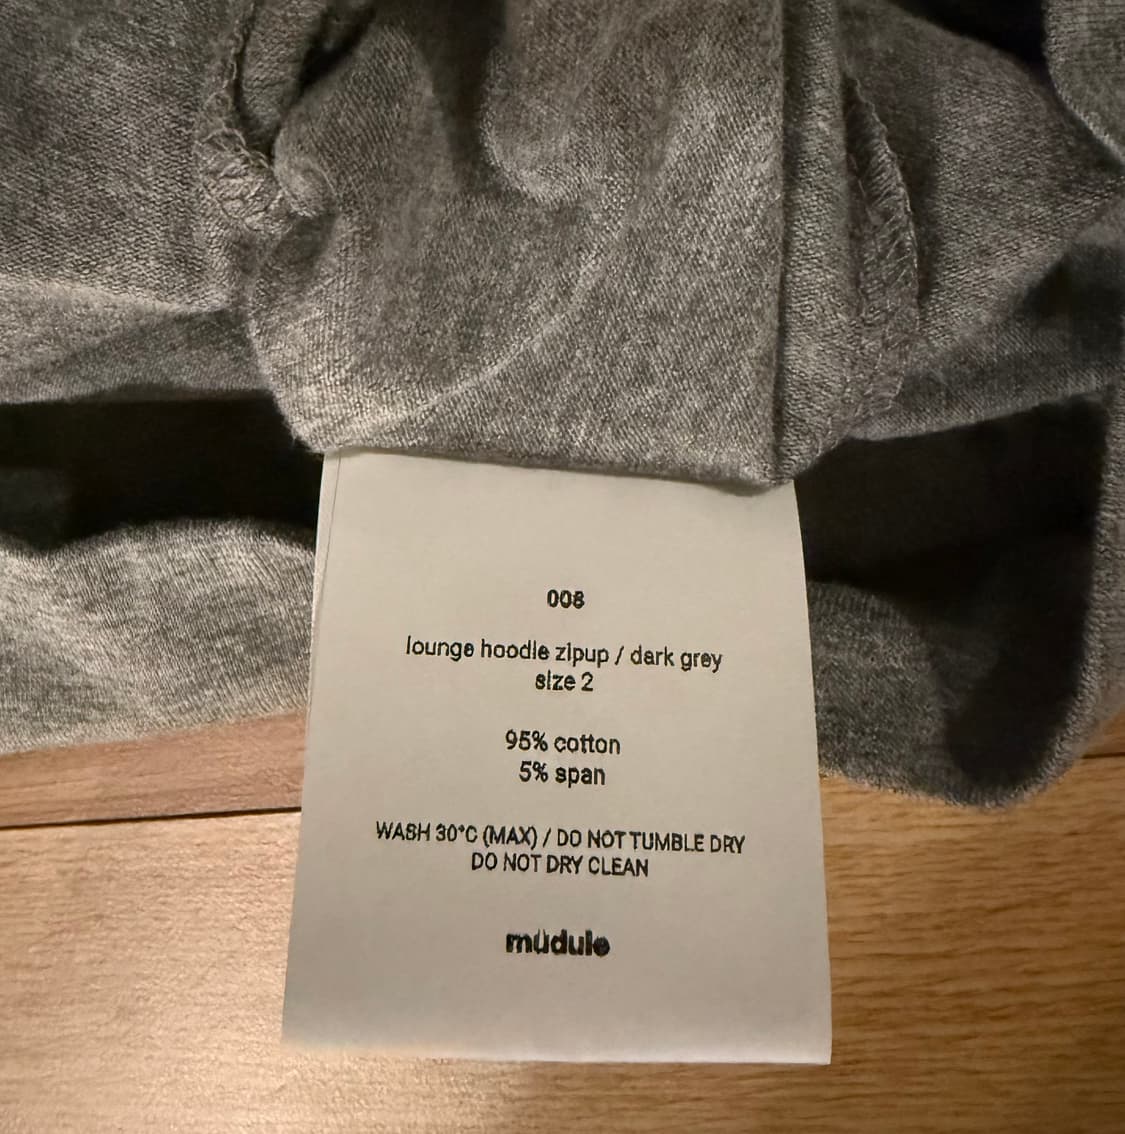 008
lounge hoodie zipup / dark grey
size 2
95% cotton
5% span
WASH 30°C (MAX) / DO NOT TUMBLE DRY
DO NOT DRY CLEAN
müdule